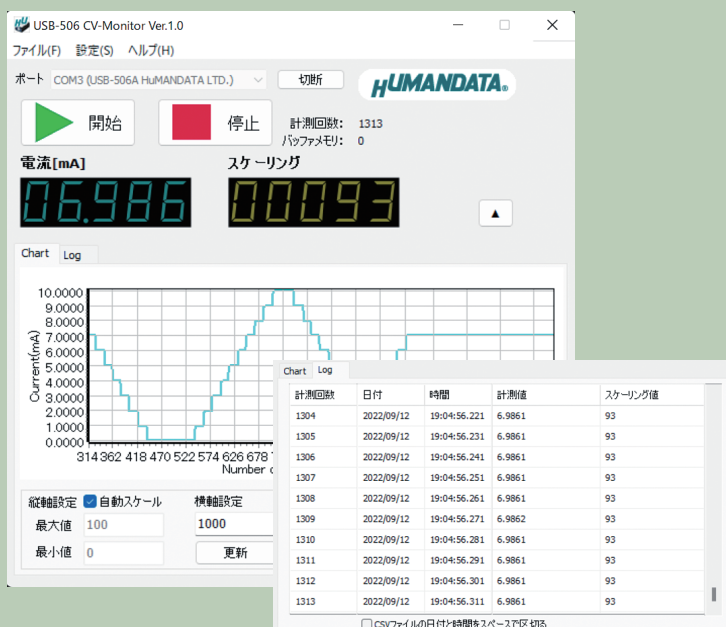 USB-506 CV-Monitor Ver.1.0
ファイル(F) 設定(S) ヘルプ(H)
ポート COM3 (USB-506A HuMANDATA LTD.) 切断
HUMANDATA®
開始 停止 計測回数: 1313
バッファメモリ: 0
電流[mA] スケーリング
06.986 00093
▲
Chart Log
10.0000
9.0000
8.0000
7.0000
6.0000
5.0000
4.0000
3.0000
2.0000
1.0000
0.0000
Current(mA)
314 362 418 470 522 574 626 678
Number
縦軸設定 自動スケール 横軸設定
最大値 100 1000
最小値 0 更新
Chart Log
計測回数 日付 時間 計測値 スケーリング値
1304 2022/09/12 19:04:56.221 6.9861 93
1305 2022/09/12 19:04:56.231 6.9861 93
1306 2022/09/12 19:04:56.241 6.9861 93
1307 2022/09/12 19:04:56.251 6.9861 93
1308 2022/09/12 19:04:56.261 6.9861 93
1309 2022/09/12 19:04:56.271 6.9862 93
1310 2022/09/12 19:04:56.281 6.9861 93
1311 2022/09/12 19:04:56.291 6.9861 93
1312 2022/09/12 19:04:56.301 6.9861 93
1313 2022/09/12 19:04:56.311 6.9861 93
CSVファイルの日付と時間をスペースで区切る